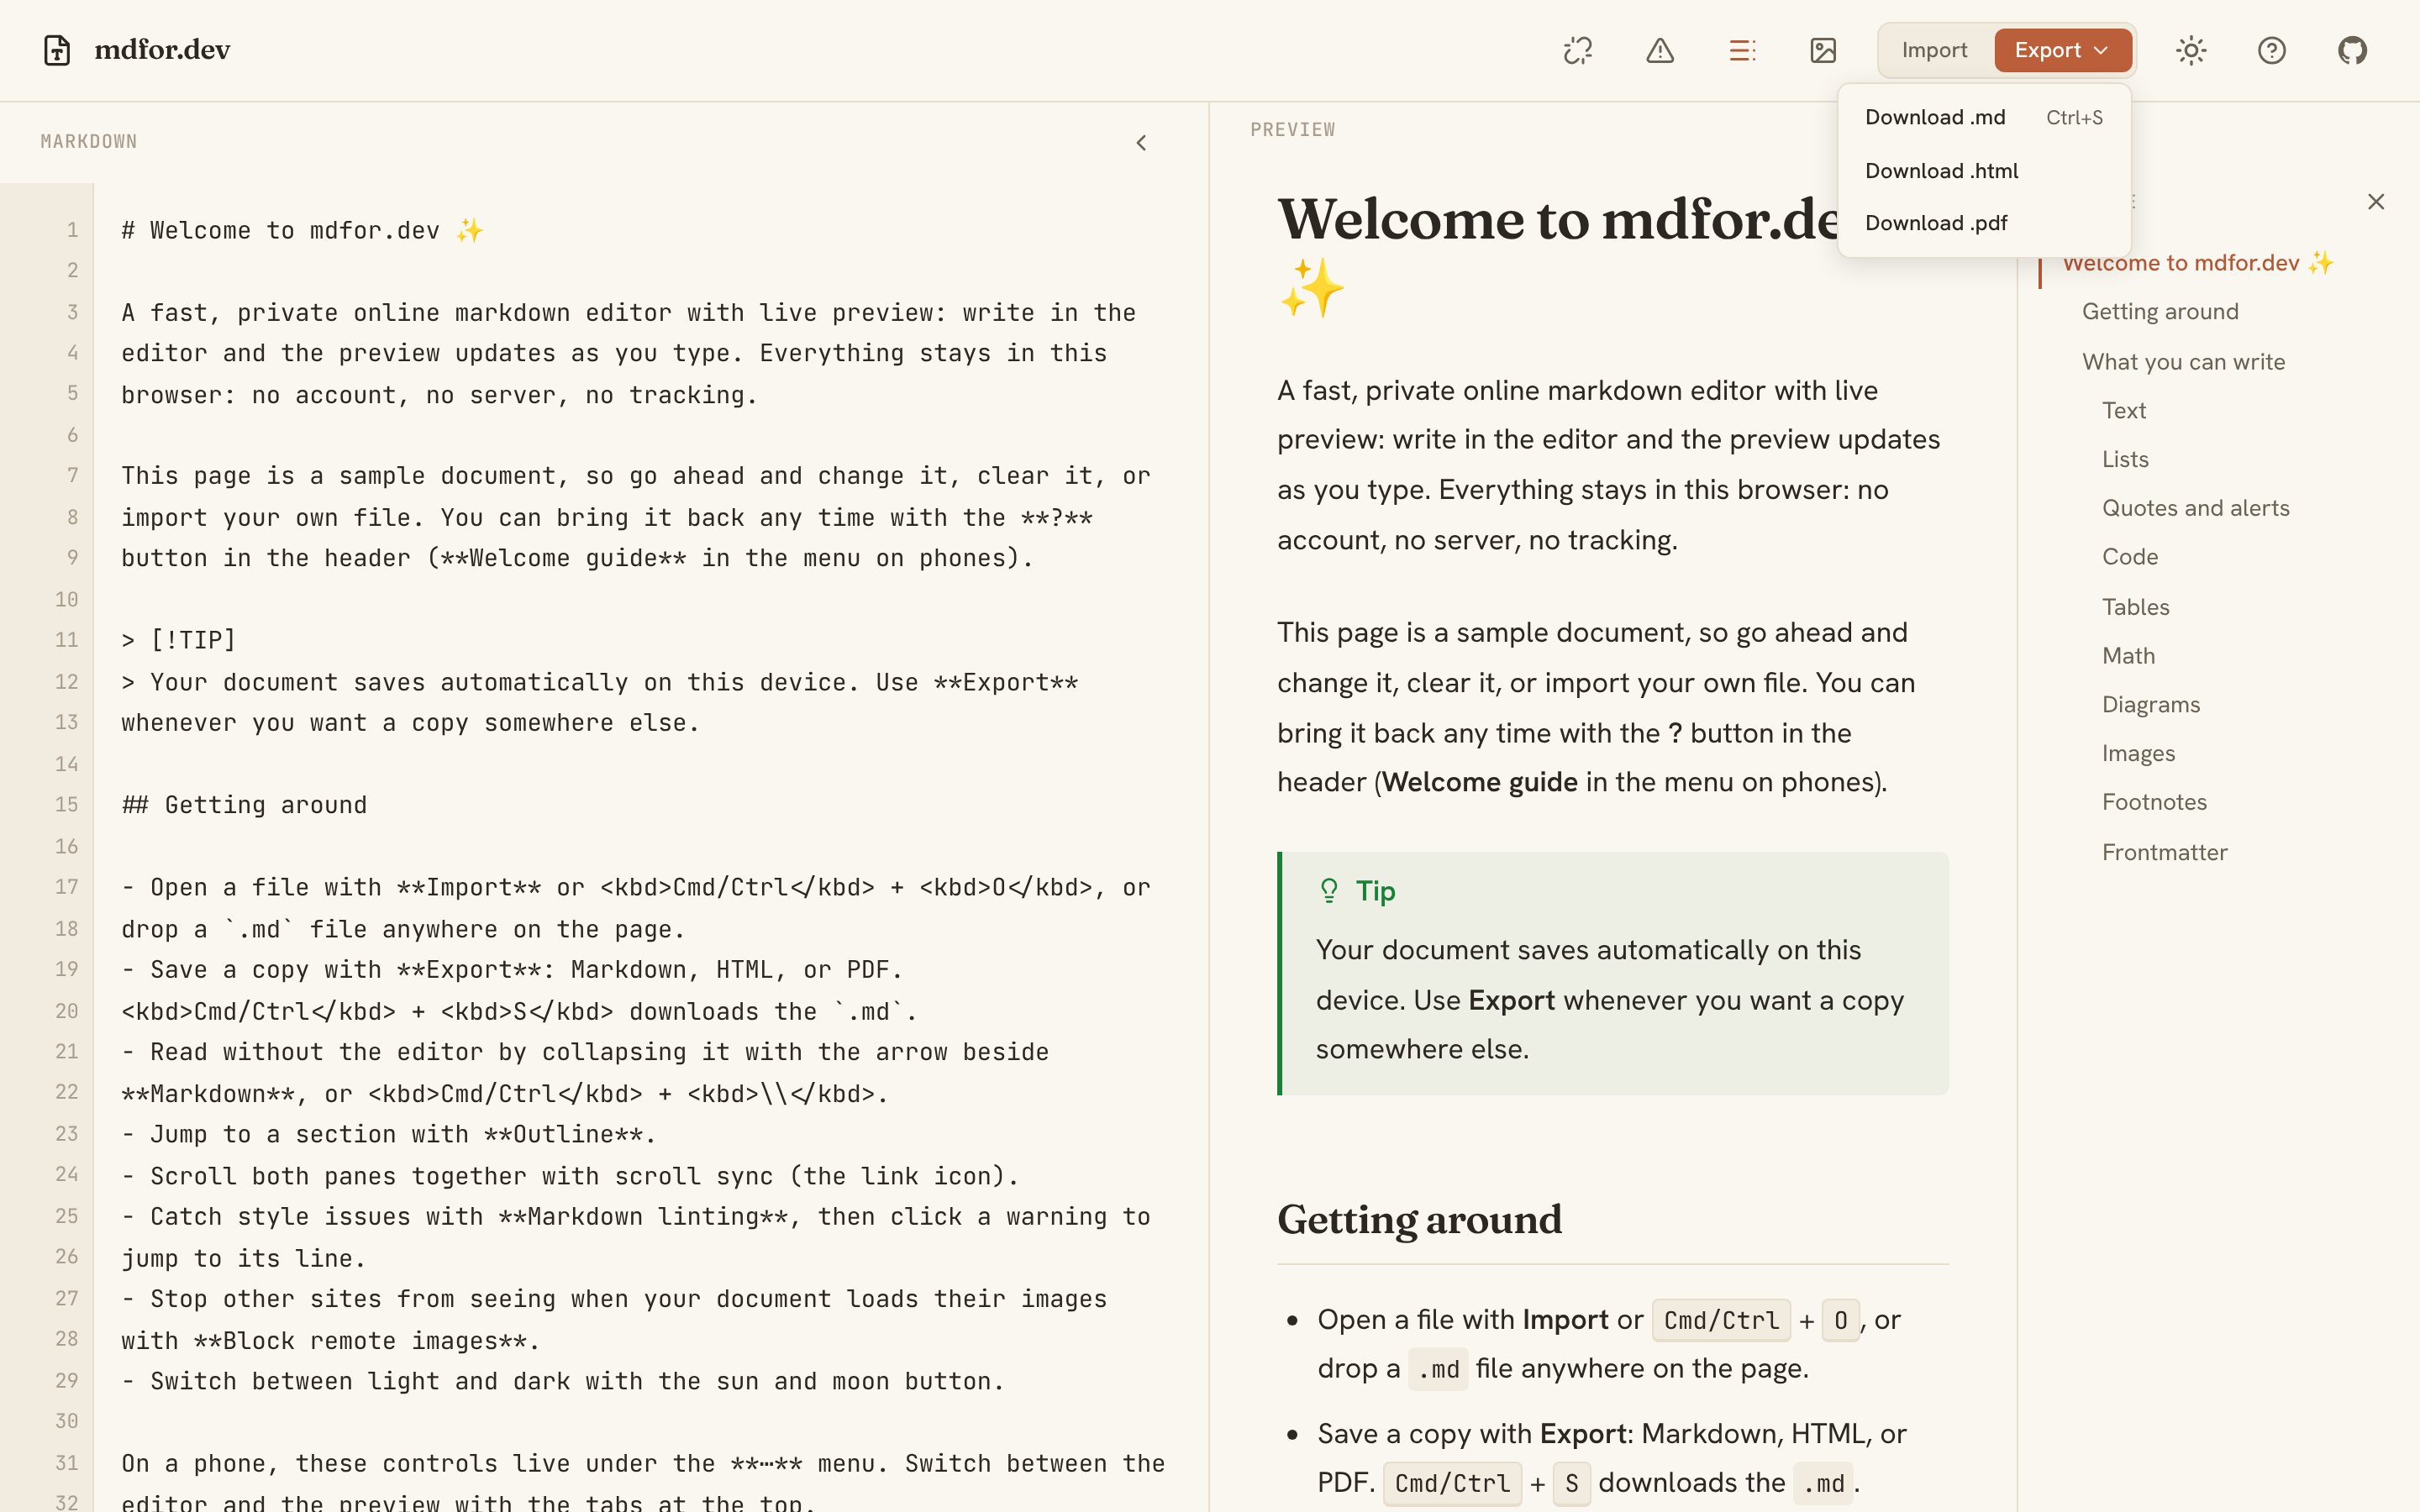 mdfor.dev
Import
Export
Download .md Ctrl+S
Download .html
Download .pdf
MARKDOWN
1 # Welcome to mdfor.dev ✨
2
3 A fast, private online markdown editor with live preview: write in the
4 editor and the preview updates as you type. Everything stays in this
5 browser: no account, no server, no tracking.
6
7 This page is a sample document, so go ahead and change it, clear it, or
8 import your own file. You can bring it back any time with the **?**
9 button in the header (**Welcome guide** in the menu on phones).
10
11 > [!TIP]
12 > Your document saves automatically on this device. Use **Export**
13 whenever you want a copy somewhere else.
14
15 ## Getting around
16
17 - Open a file with **Import** or <kbd>Cmd/Ctrl</kbd> + <kbd>O</kbd>, or
18 drop a `.md` file anywhere on the page.
19 - Save a copy with **Export**: Markdown, HTML, or PDF.
20 <kbd>Cmd/Ctrl</kbd> + <kbd>S</kbd> downloads the `.md`.
21 - Read without the editor by collapsing it with the arrow beside
22 **Markdown**, or <kbd>Cmd/Ctrl</kbd> + <kbd>\\</kbd>.
23 - Jump to a section with **Outline**.
24 - Scroll both panes together with scroll sync (the link icon).
25 - Catch style issues with **Markdown linting**, then click a warning to
26 jump to its line.
27 - Stop other sites from seeing when your document loads their images
28 with **Block remote images**.
29 - Switch between light and dark with the sun and moon button.
30
31 On a phone, these controls live under the **⋯** menu. Switch between the
32 editor and the preview with the tabs at the top.
PREVIEW
Welcome to mdfor.de
✨
A fast, private online markdown editor with live
preview: write in the editor and the preview updates
as you type. Everything stays in this browser: no
account, no server, no tracking.
This page is a sample document, so go ahead and
change it, clear it, or import your own file. You can
bring it back any time with the ? button in the
header (Welcome guide in the menu on phones).
Tip
Your document saves automatically on this
device. Use Export whenever you want a copy
somewhere else.
Getting around
• Open a file with Import or Cmd/Ctrl + O, or
drop a .md file anywhere on the page.
• Save a copy with Export: Markdown, HTML, or
PDF. Cmd/Ctrl + S downloads the .md.
Welcome to mdfor.dev ✨
Getting around
What you can write
Text
Lists
Quotes and alerts
Code
Tables
Math
Diagrams
Images
Footnotes
Frontmatter